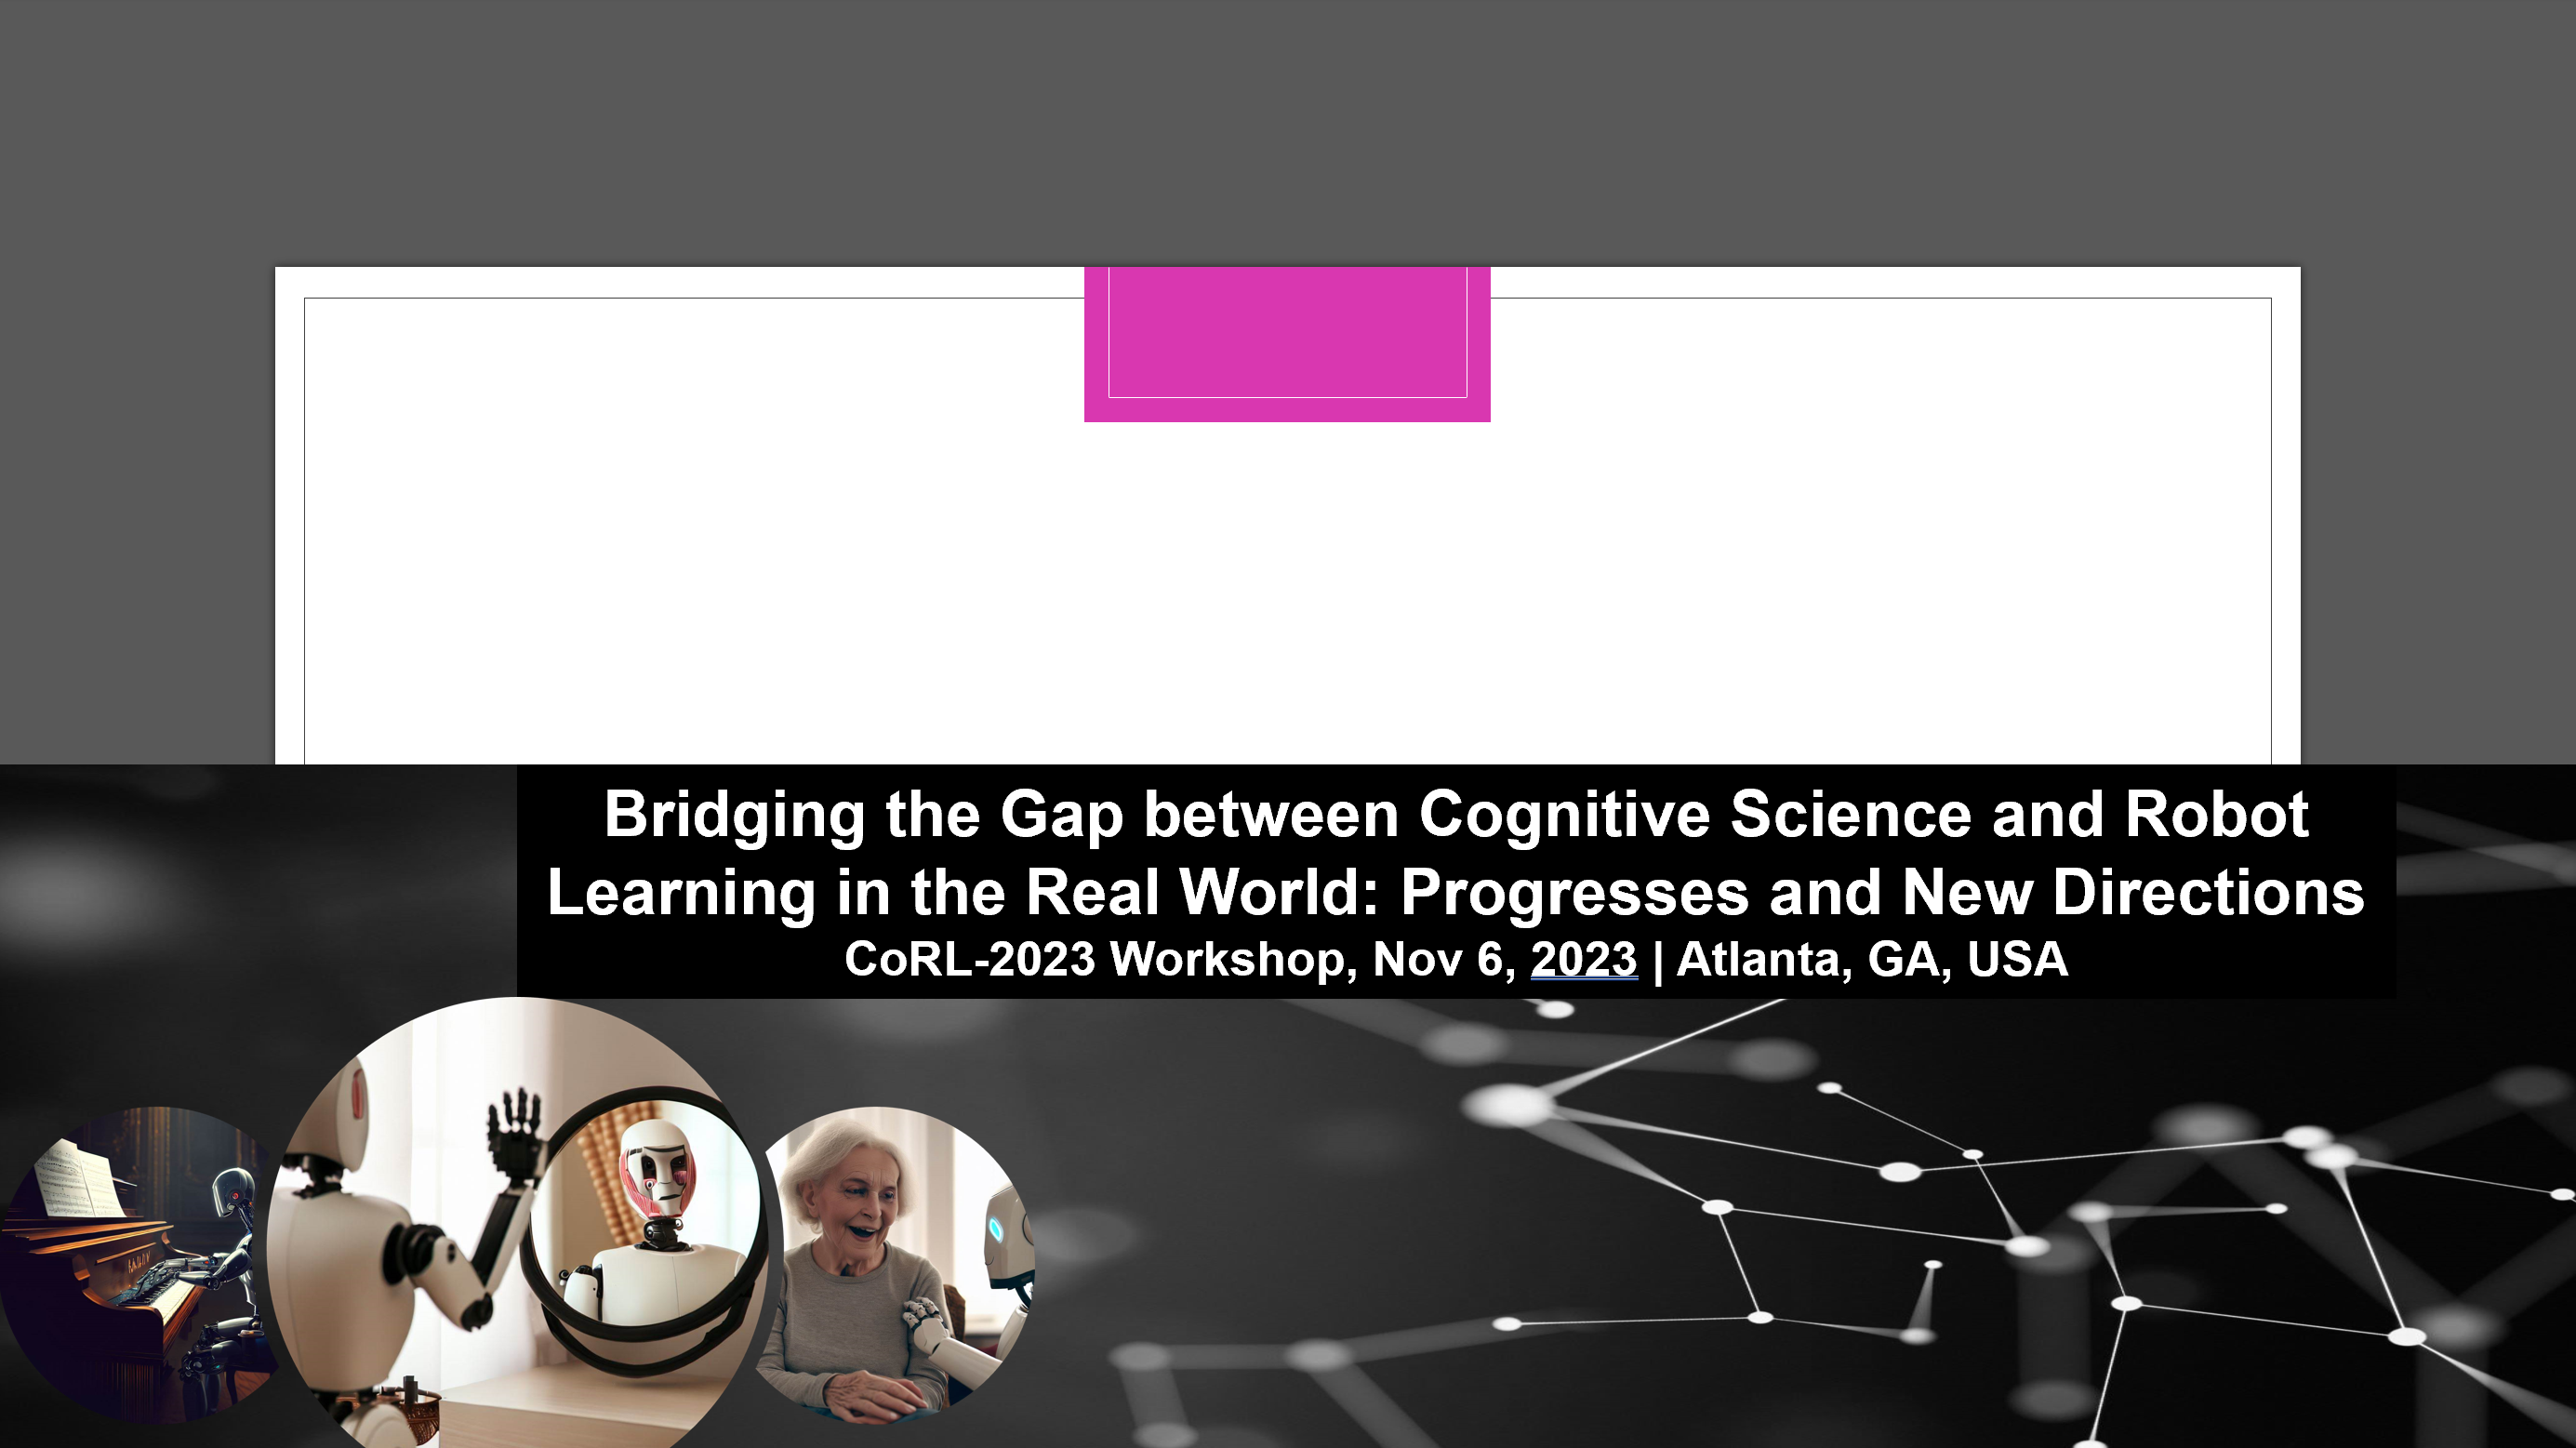 Bridging the Gap between Cognitive Science and Robot
Learning in the Real World: Progresses and New Directions
CoRL-2023 Workshop, Nov 6, 2023 | Atlanta, GA, USA